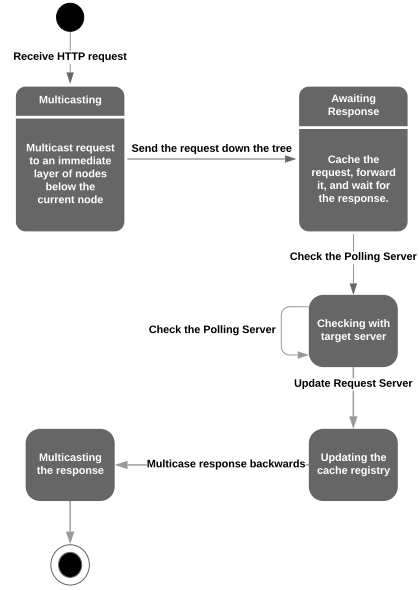 Receive HTTP request
Multicasting
Multicast request
to an immediate
layer of nodes
below the
current node
Send the request down the tree
Awaiting
Response
Cache the
request, forward
it, and wait for
the response.
Check the Polling Server
Checking with
target server
Check the Polling Server
Update Request Server
Updating the
cache registry
Multicase response backwards
Multicasting
the response